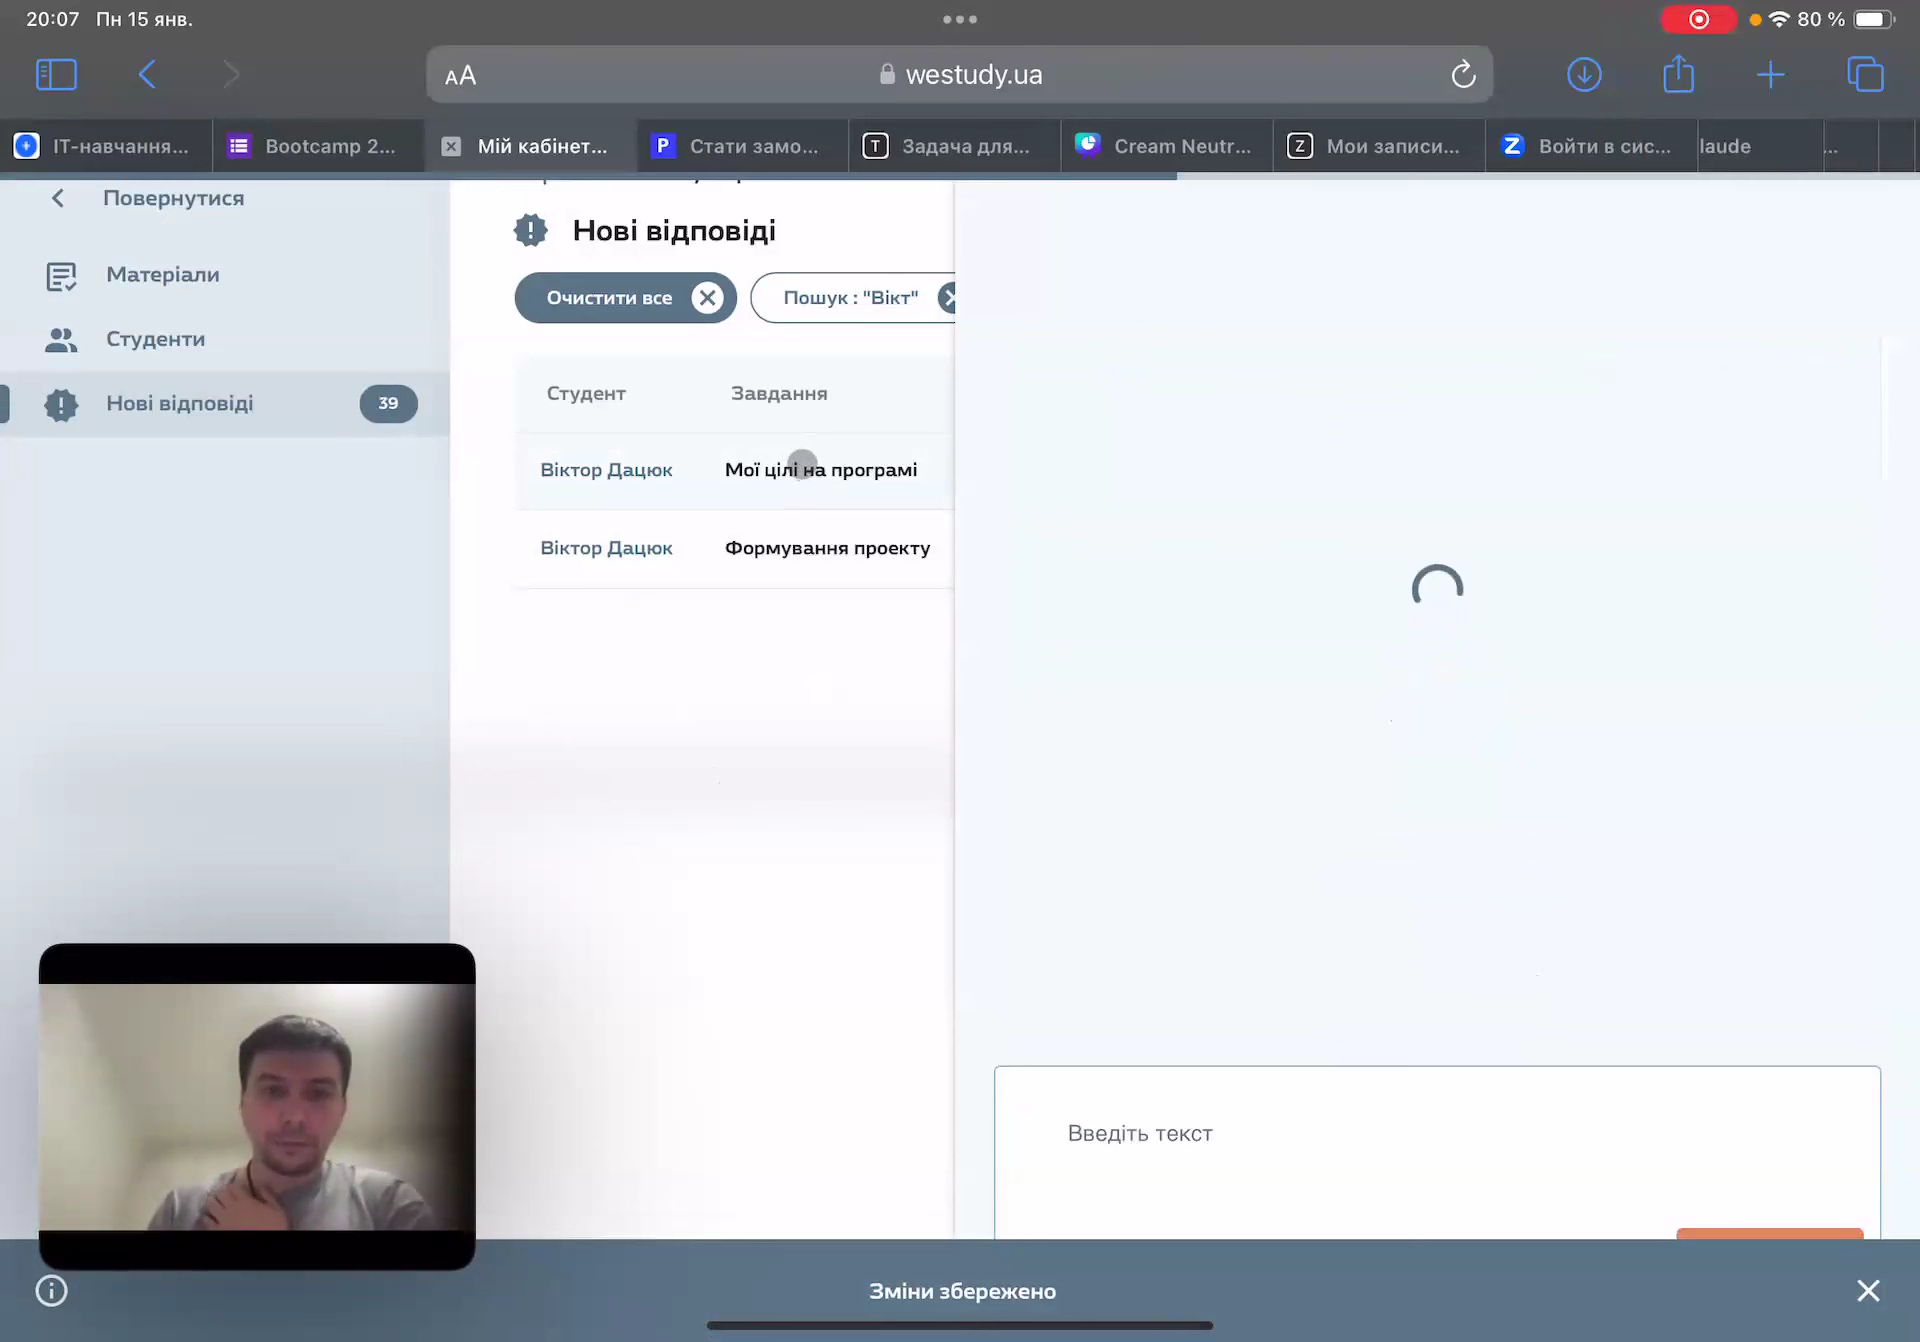 20:07 Пн 15 янв.
80 %
AA
westudy.ua
IT-навчання...
Bootcamp 2...
Мій кабінет...
P
Стати замо...
T
Задача для...
Cream Neutr...
Z
Мои записи...
Z
Войти в сис...
laude
...
Повернутися
Матеріали
Студенти
Нові відповіді
39
Нові відповіді
Очистити все
Пошук : "Вікт"
Студент
Завдання
Віктор Дацюк
Мої цілі на програмі
Віктор Дацюк
Формування проекту
Введіть текст
Зміни збережено